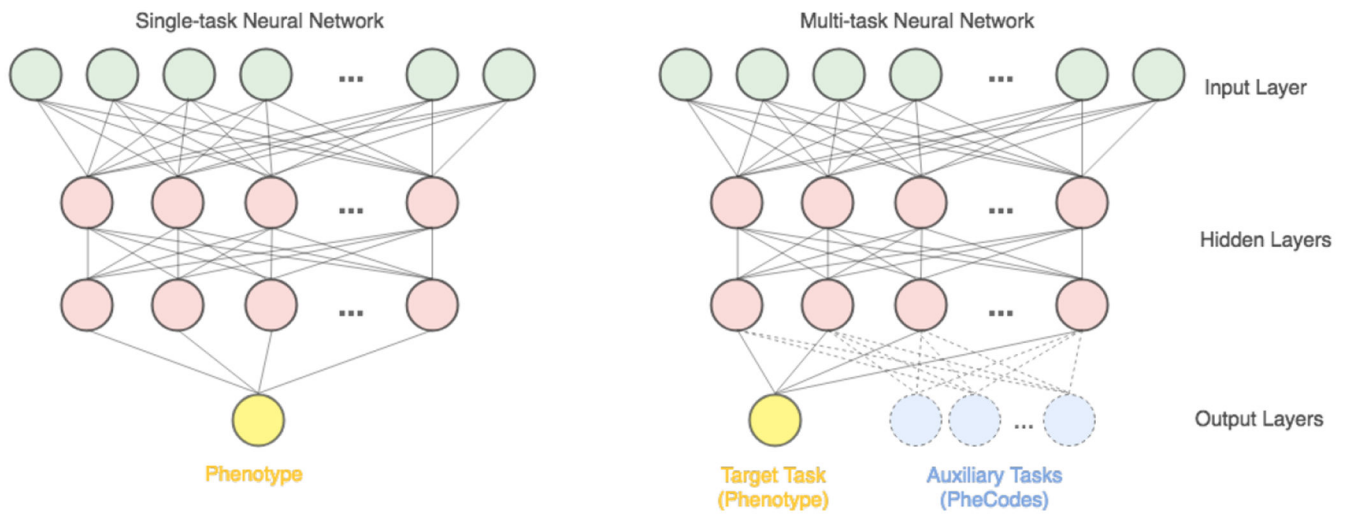 Single-task Neural Network
Multi-task Neural Network
...
...
Input Layer
...
...
Hidden Layers
...
...
...
Output Layers
Phenotype
Target Task
(Phenotype)
Auxiliary Tasks
(PheCodes)